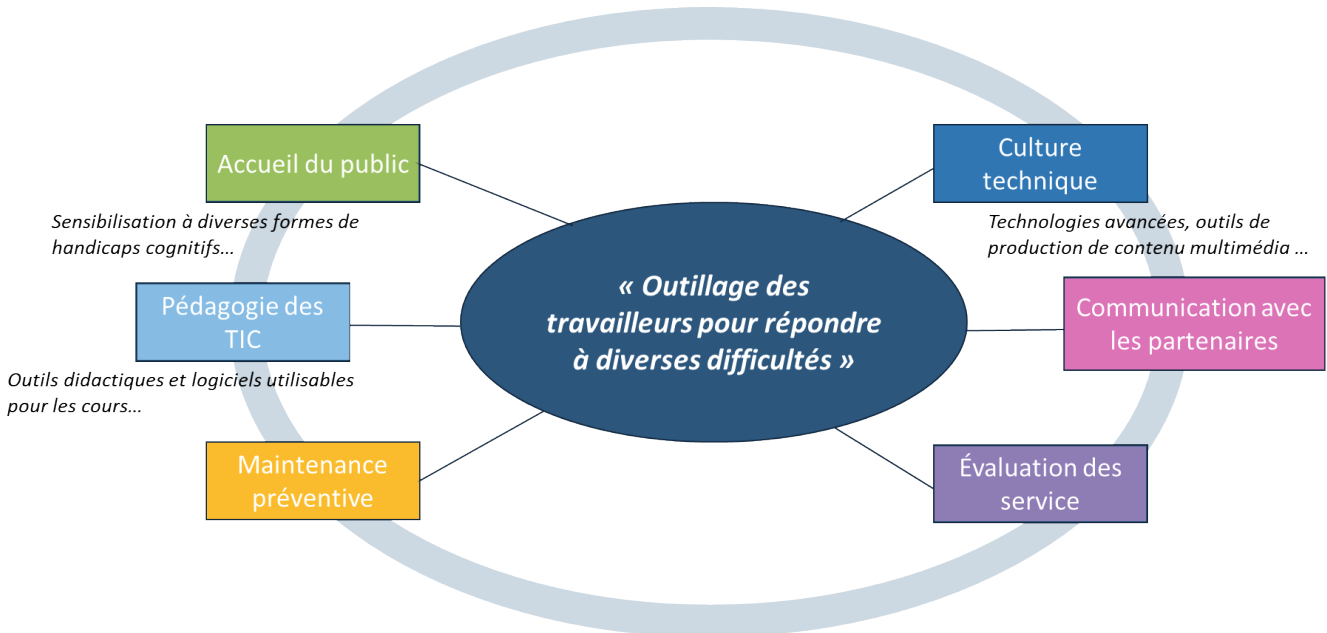 Accueil du public
Sensibilisation à diverses formes de
handicaps cognitifs...
Pédagogie des
TIC
Outils didactiques et logiciels utilisables
pour les cours...
Maintenance
préventive
« Outillage des
travailleurs pour répondre
à diverses difficultés »
Culture
technique
Technologies avancées, outils de
production de contenu multimédia ...
Communication avec
les partenaires
Évaluation des
service